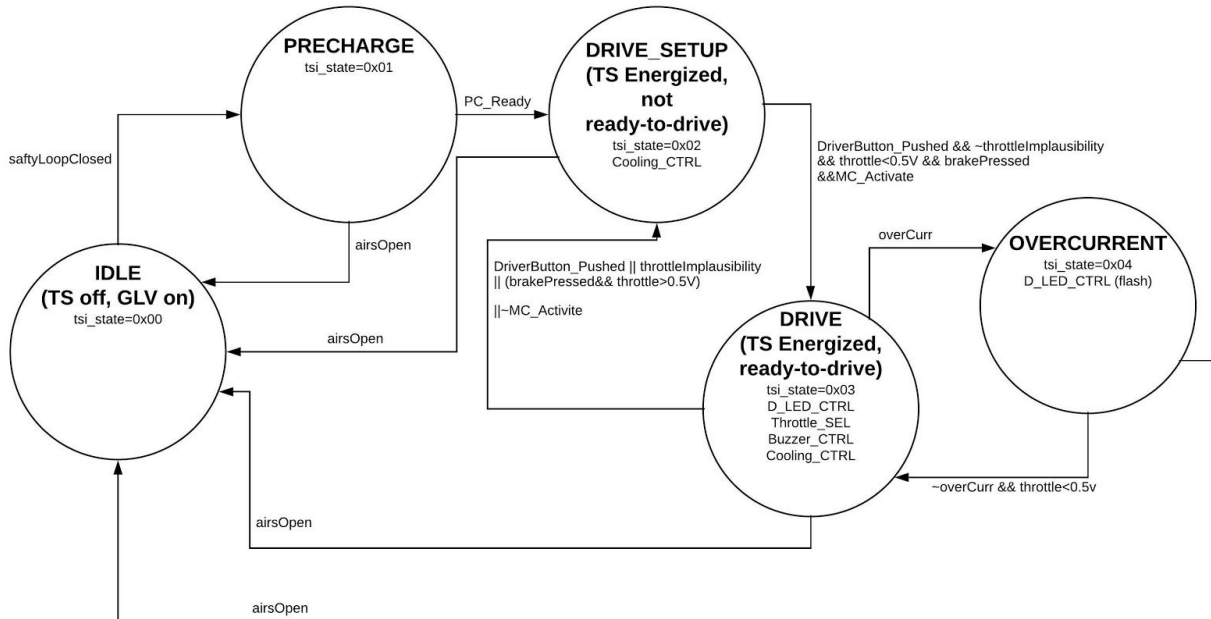 PRECHARGE
tsi_state=0x01
DRIVE_SETUP
(TS Energized,
not
ready-to-drive)
tsi_state=0x02
Cooling_CTRL
PC_Ready
saftyLoopClosed
DriverButton_Pushed && ~throttleImplausibility
&& throttle<0.5V && brakePressed
&&MC_Activate
airsOpen
overCurr
OVERCURRENT
tsi_state=0x04
D_LED_CTRL (flash)
IDLE
(TS off, GLV on)
tsi_state=0x00
DriverButton_Pushed || throttleImplausibility
|| (brakePressed&& throttle>0.5V)
||~MC_Activite
airsOpen
DRIVE
(TS Energized,
ready-to-drive)
tsi_state=0x03
D_LED_CTRL
Throttle_SEL
Buzzer_CTRL
Cooling_CTRL
~overCurr && throttle<0.5v
airsOpen
airsOpen